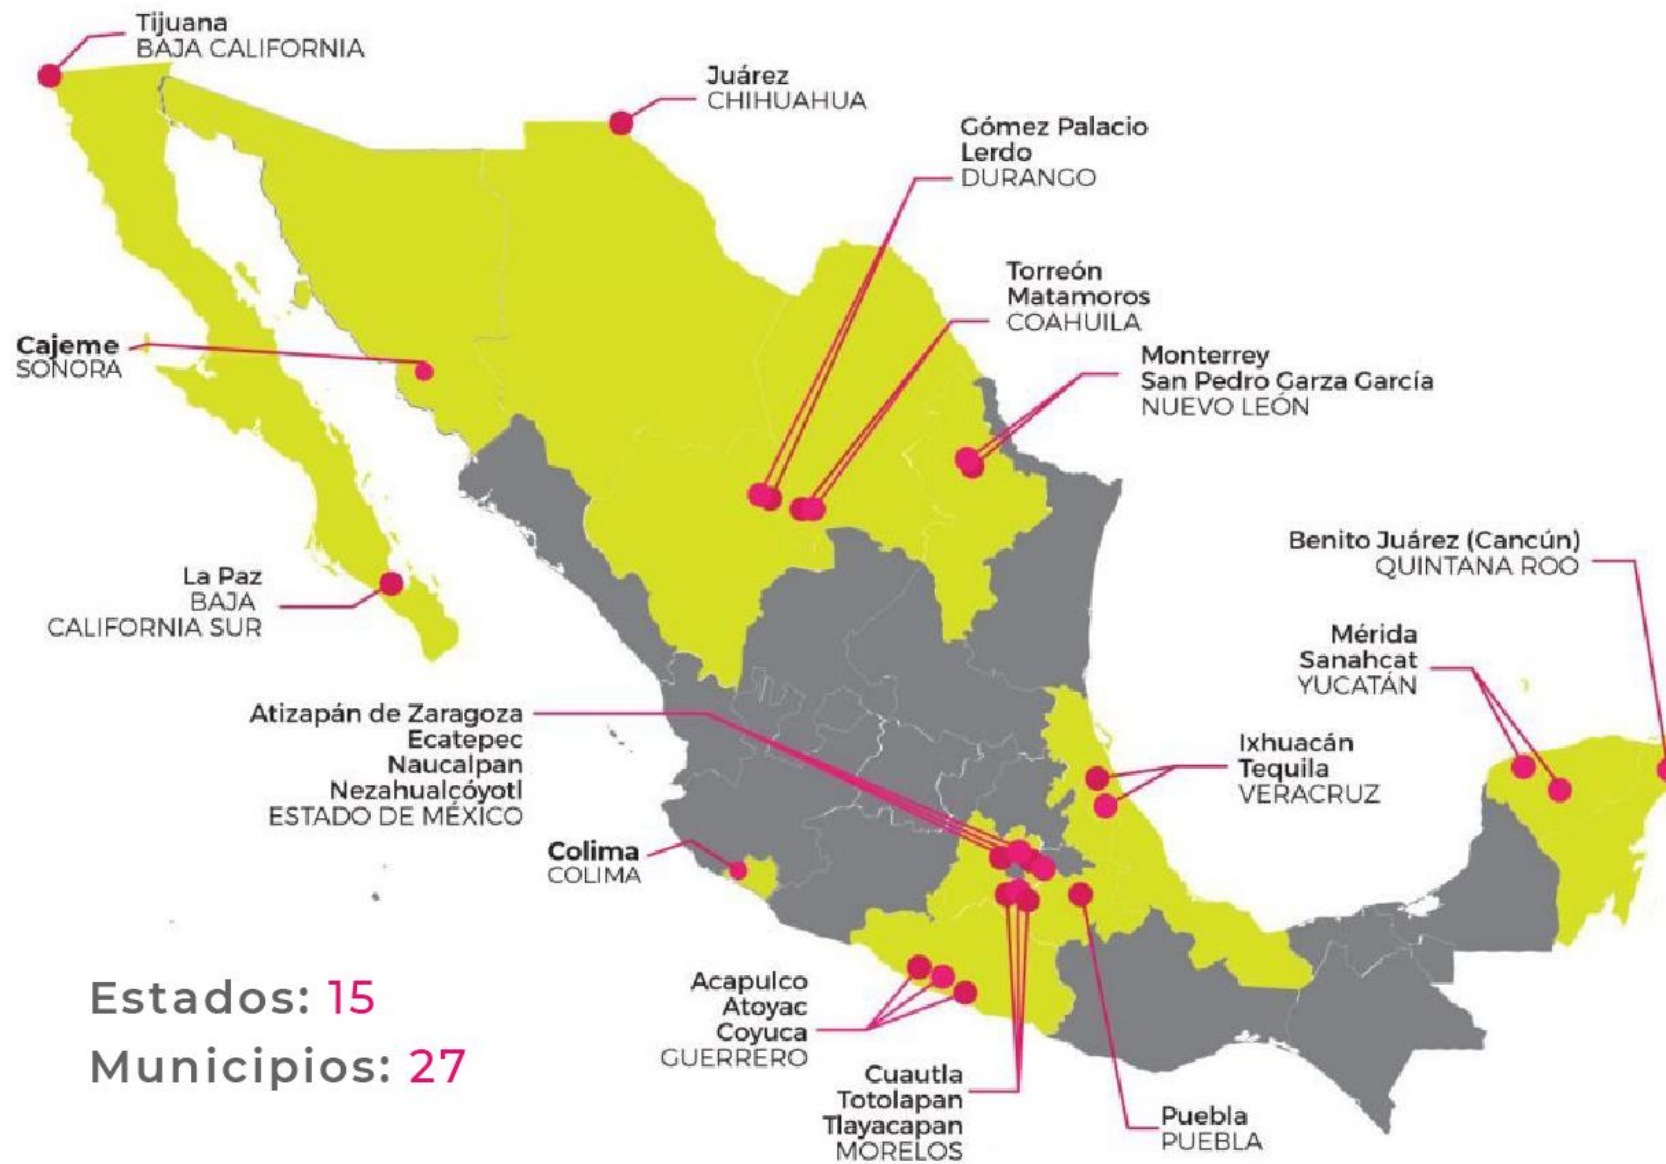 Tijuana
BAJA CALIFORNIA
Juárez
CHIHUAHUA
Gómez Palacio
Lerdo
DURANGO
Torreón
Matamoros
COAHUILA
Cajeme
SONORA
Monterrey
San Pedro Garza García
NUEVO LEÓN
Benito Juárez (Cancún)
QUINTANA ROO
La Paz
BAJA
CALIFORNIA SUR
Mérida
Sanahcat
YUCATÁN
Atizapán de Zaragoza
Ecatepec
Naucalpan
Nezahualcóyotl
ESTADO DE MÉXICO
Ixhuacán
Tequila
VERACRUZ
Colima
COLIMA
Acapulco
Atoyac
Coyuca
GUERRERO
Estados: 15
Municipios: 27
Cuautla
Totolapan
Tlayacapan
MORELOS
Puebla
PUEBLA